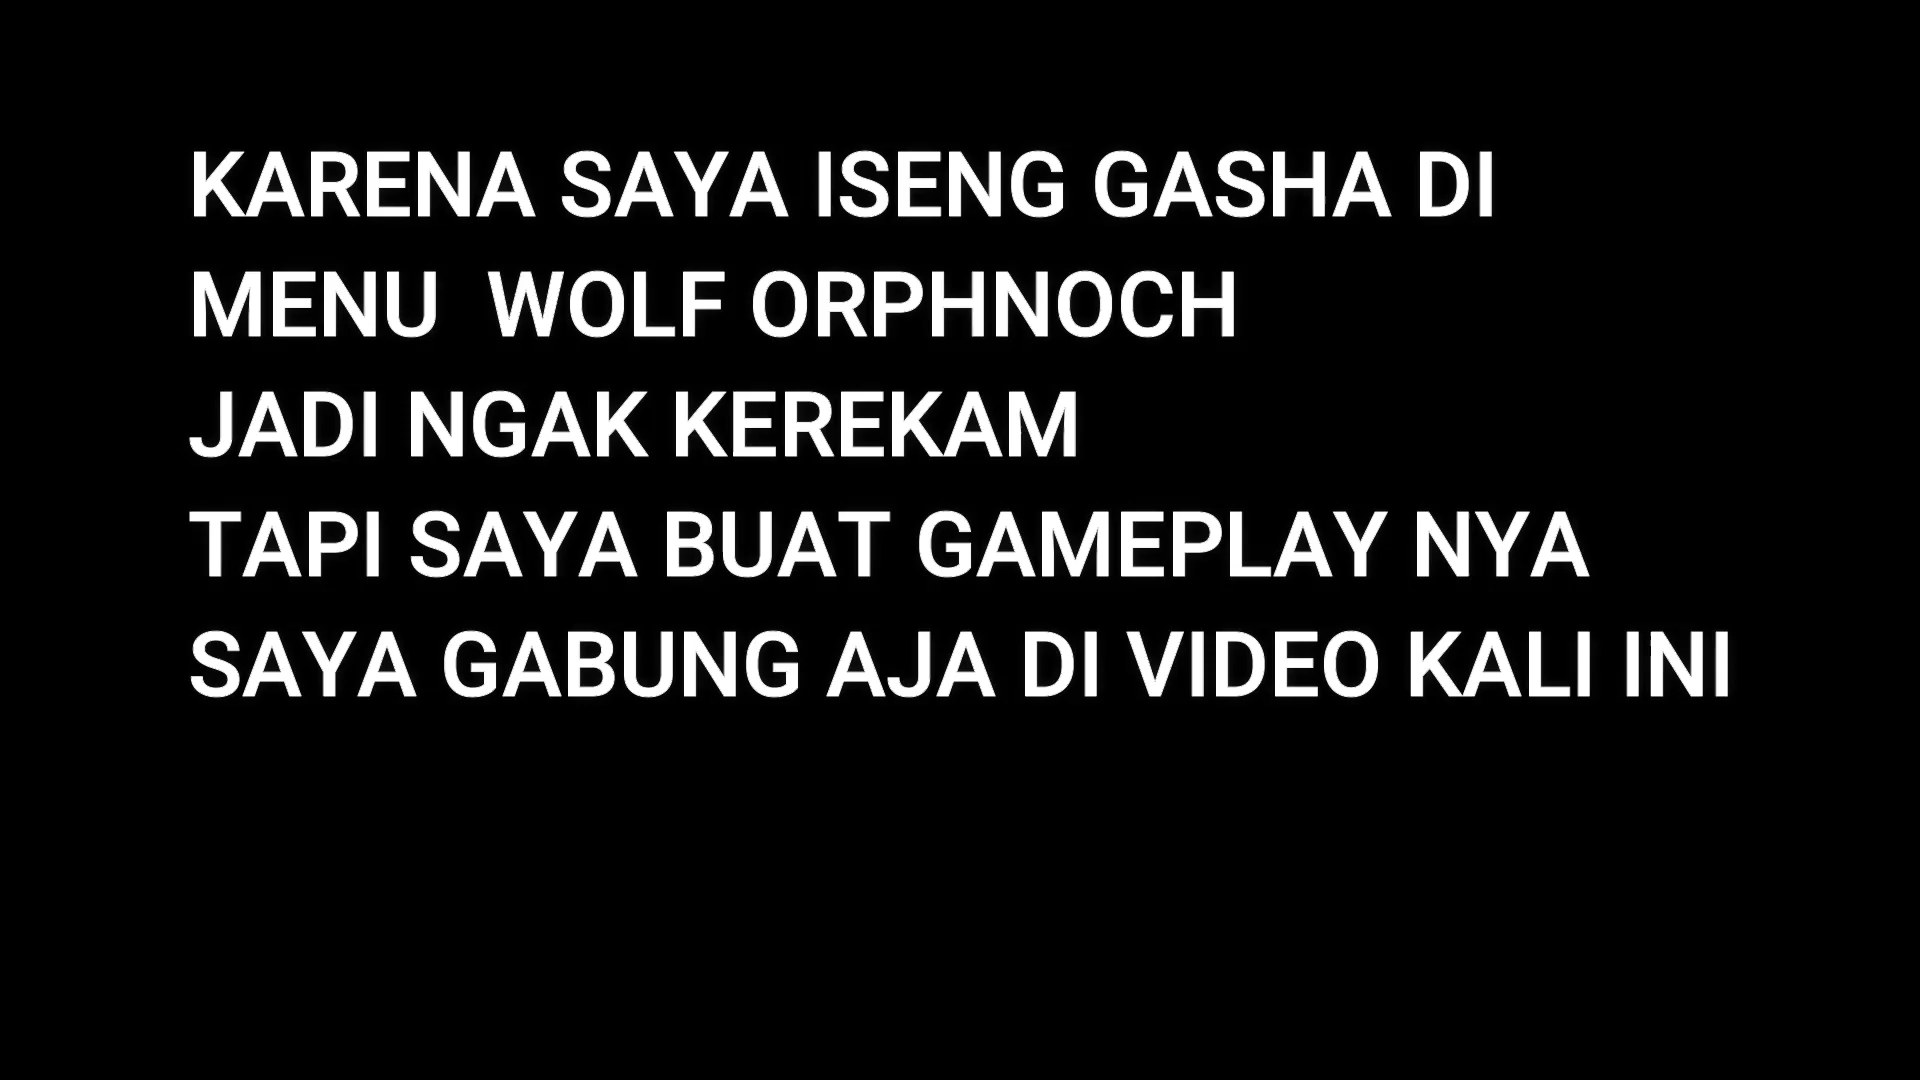 KARENA SAYA ISENG GASHA DI
MENU  WOLF ORPHNOCH
JADI NGAK KEREKAM
TAPI SAYA BUAT GAMEPLAY NYA
SAYA GABUNG AJA DI VIDEO KALI INI